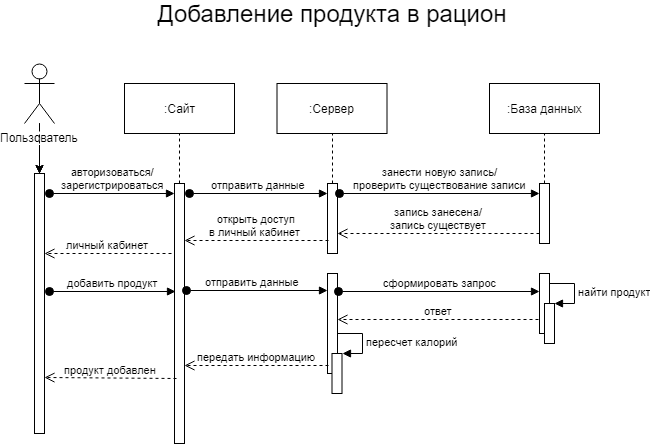 Добавление продукта в рацион
:Сайт
:Сервер
:База данных
Пользователь
авторизоваться/
зарегистрироваться
отправить данные
занести новую запись/
проверить существование записи
запись занесена/
запись существует
открыть доступ
в личный кабинет
личный кабинет
добавить продукт
отправить данные
сформировать запрос
найти продукт
ответ
пересчет калорий
передать информацию
продукт добавлен